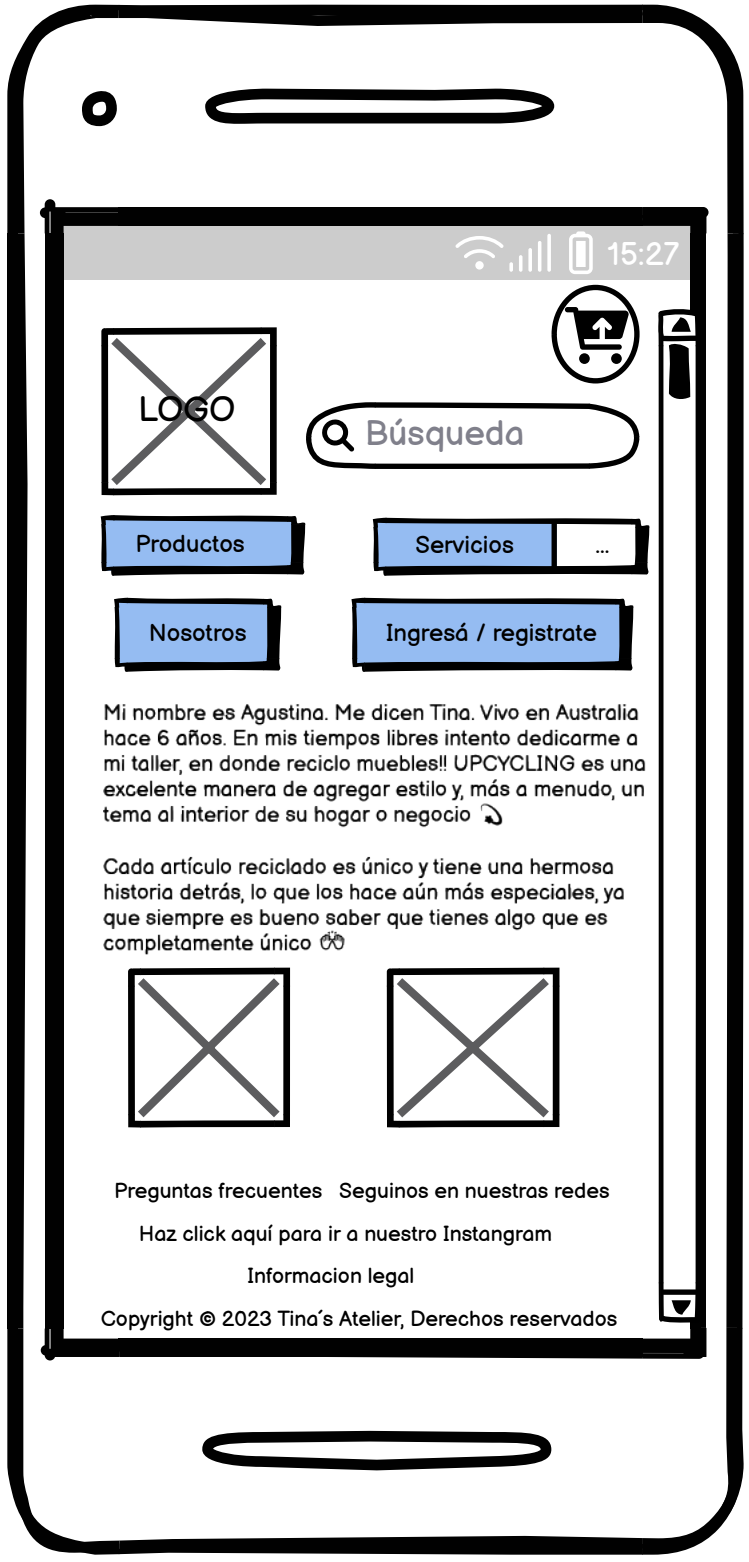 15:27
LOGO
Búsqueda
Productos
Servicios
...
Nosotros
Ingresá / registrate
Mi nombre es Agustina. Me dicen Tina. Vivo en Australia
hace 6 años. En mis tiempos libres intento dedicarme a
mi taller, en donde reciclo muebles!! UPCYCLING es una
excelente manera de agregar estilo y, más a menudo, un
tema al interior de su hogar o negocio 💫
Cada artículo reciclado es único y tiene una hermosa
historia detrás, lo que los hace aún más especiales, ya
que siempre es bueno saber que tienes algo que es
completamente único 👐
Preguntas frecuentes Seguinos en nuestras redes
Haz click aquí para ir a nuestro Instangram
Informacion legal
Copyright © 2023 Tina´s Atelier, Derechos reservados